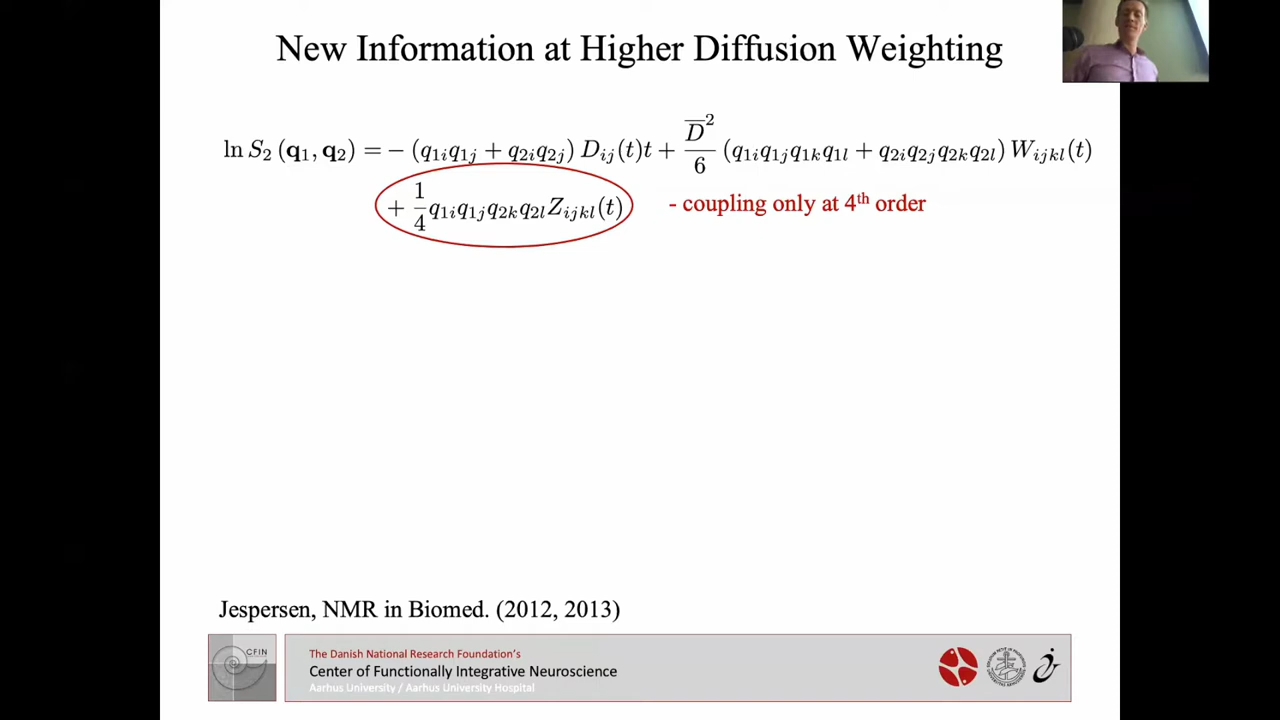 New Information at Higher Diffusion Weighting
ln S₂ (q₁, q₂) = − (q₁ᵢq₁ⱼ + q₂ᵢq₂ⱼ) Dᵢⱼ(t)t + D̅²/6 (q₁ᵢq₁ⱼq₁ₖq₁ₗ + q₂ᵢq₂ⱼq₂ₖq₂ₗ) Wᵢⱼₖₗ(t)
+ 1/4 q₁ᵢq₁ⱼq₂ₖq₂ₗZᵢⱼₖₗ(t) - coupling only at 4th order
Jespersen, NMR in Biomed. (2012, 2013)
CFIN
The Danish National Research Foundation's
Center of Functionally Integrative Neuroscience
Aarhus University / Aarhus University Hospital